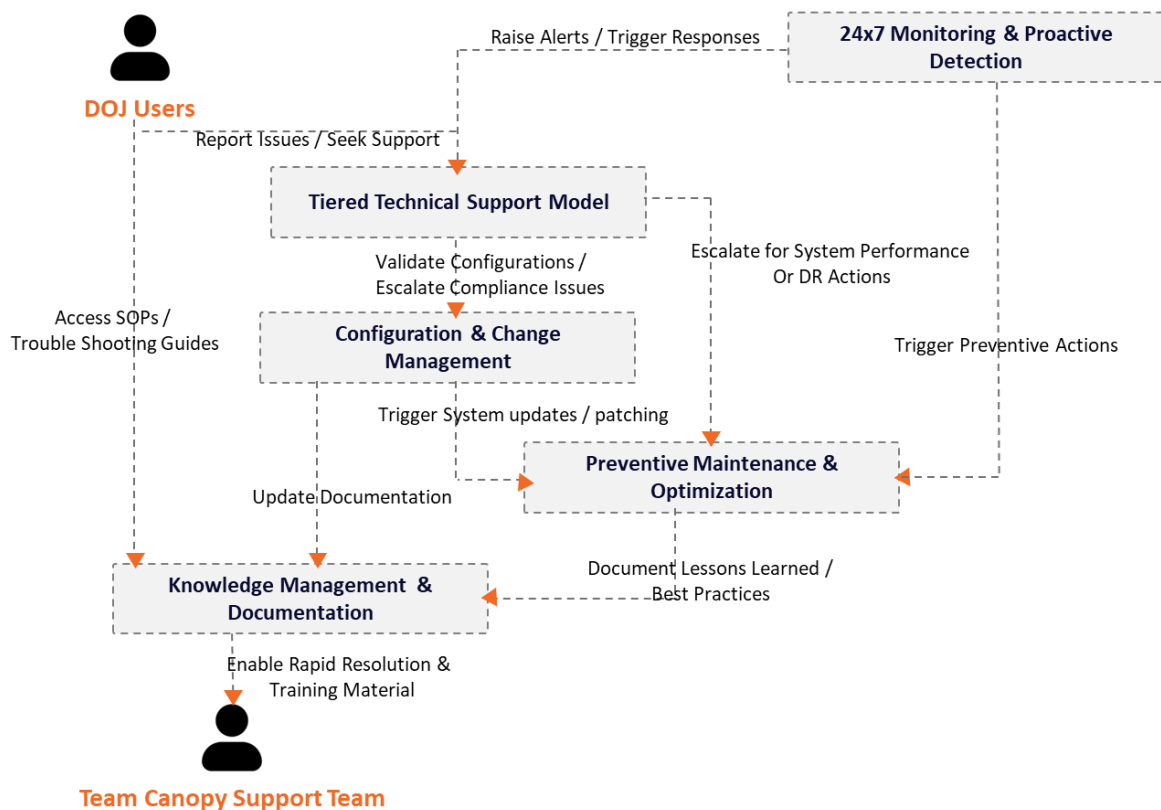 Raise Alerts / Trigger Responses
24x7 Monitoring & Proactive
Detection
DOJ Users
Report Issues / Seek Support
Tiered Technical Support Model
Validate Configurations /
Escalate Compliance Issues
Escalate for System Performance
Or DR Actions
Access SOPs /
Trouble Shooting Guides
Configuration & Change
Management
Trigger Preventive Actions
Trigger System updates / patching
Preventive Maintenance &
Optimization
Update Documentation
Document Lessons Learned /
Best Practices
Knowledge Management &
Documentation
Enable Rapid Resolution &
Training Material
Team Canopy Support Team